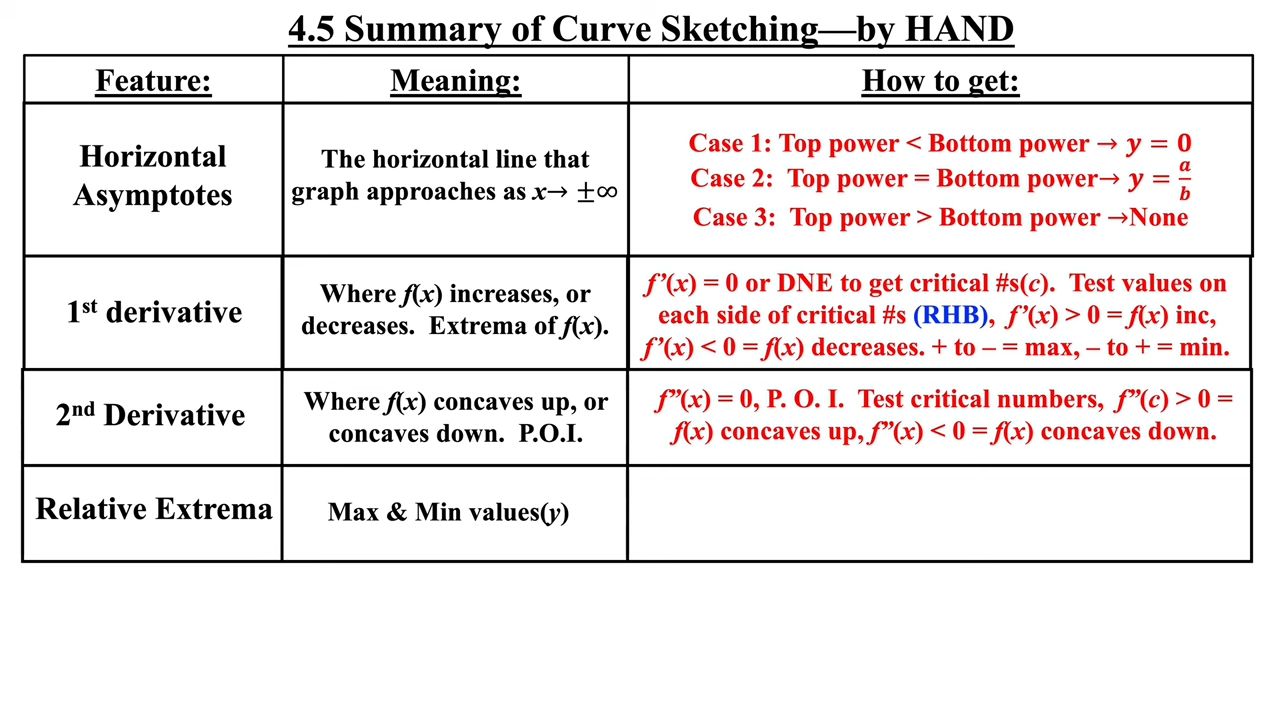 4.5 Summary of Curve Sketching—by HAND
Feature:
Meaning:
How to get:
Horizontal
Asymptotes
The horizontal line that
graph approaches as x→ ±∞
Case 1: Top power < Bottom power → y = 0
Case 2: Top power = Bottom power→ y = a/b
Case 3: Top power > Bottom power →None
1st derivative
Where f(x) increases, or
decreases. Extrema of f(x).
f’(x) = 0 or DNE to get critical #s(c). Test values on
each side of critical #s (RHB), f’(x) > 0 = f(x) inc,
f’(x) < 0 = f(x) decreases. + to – = max, – to + = min.
2nd Derivative
Where f(x) concaves up, or
concaves down. P.O.I.
f”(x) = 0, P. O. I. Test critical numbers, f”(c) > 0 =
f(x) concaves up, f”(x) < 0 = f(x) concaves down.
Relative Extrema
Max & Min values(y)